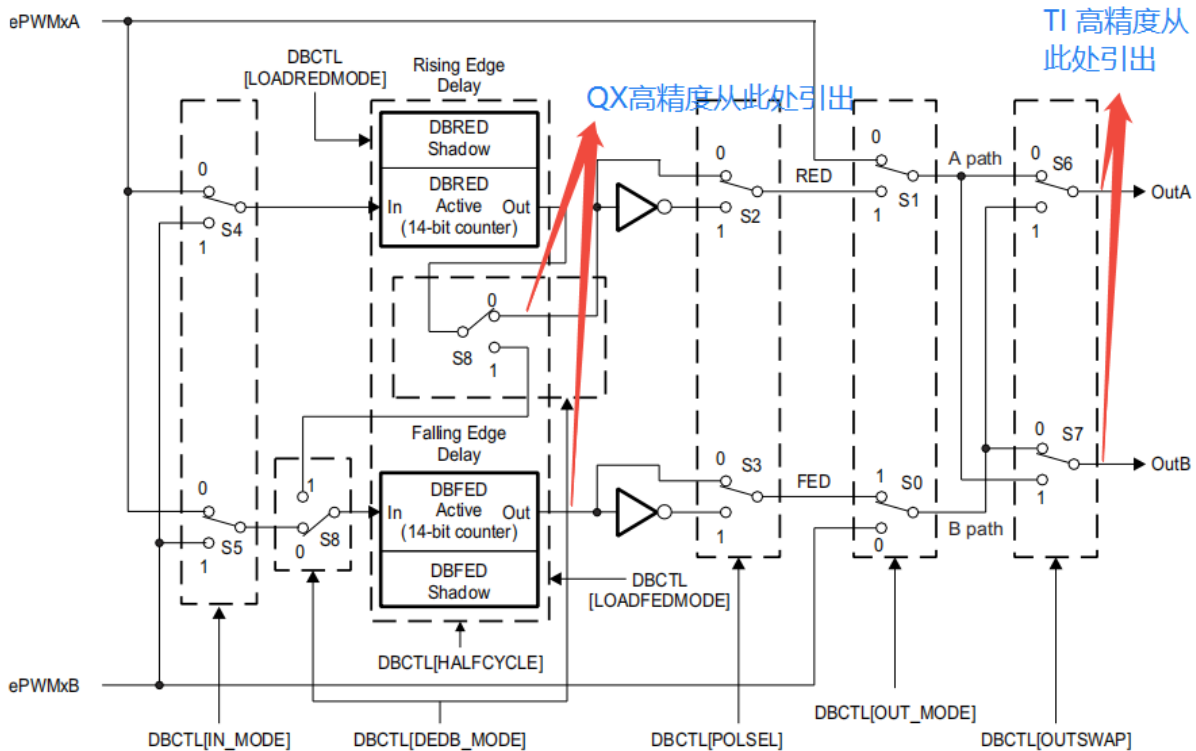 ePWMxA
TI 高精度从
此处引出
DBCTL
[LOADREDMODE]
Rising Edge
Delay
QX高精度从此处引出
DBRED
Shadow
DBRED
Active
(14-bit counter)
In
Out
0
S4
1
0
S2
1
RED
0
S1
1
A path
0
S6
1
OutA
0
S8
1
Falling Edge
Delay
0
S5
1
1
S8
0
In
DBFED
Active
(14-bit counter)
Out
DBFED
Shadow
0
S3
1
FED
1
S0
0
B path
0
S7
1
OutB
DBCTL
[LOADFEDMODE]
DBCTL[HALFCYCLE]
ePWMxB
DBCTL[IN_MODE]
DBCTL[DEDB_MODE]
DBCTL[POLSEL]
DBCTL[OUT_MODE]
DBCTL[OUTSWAP]